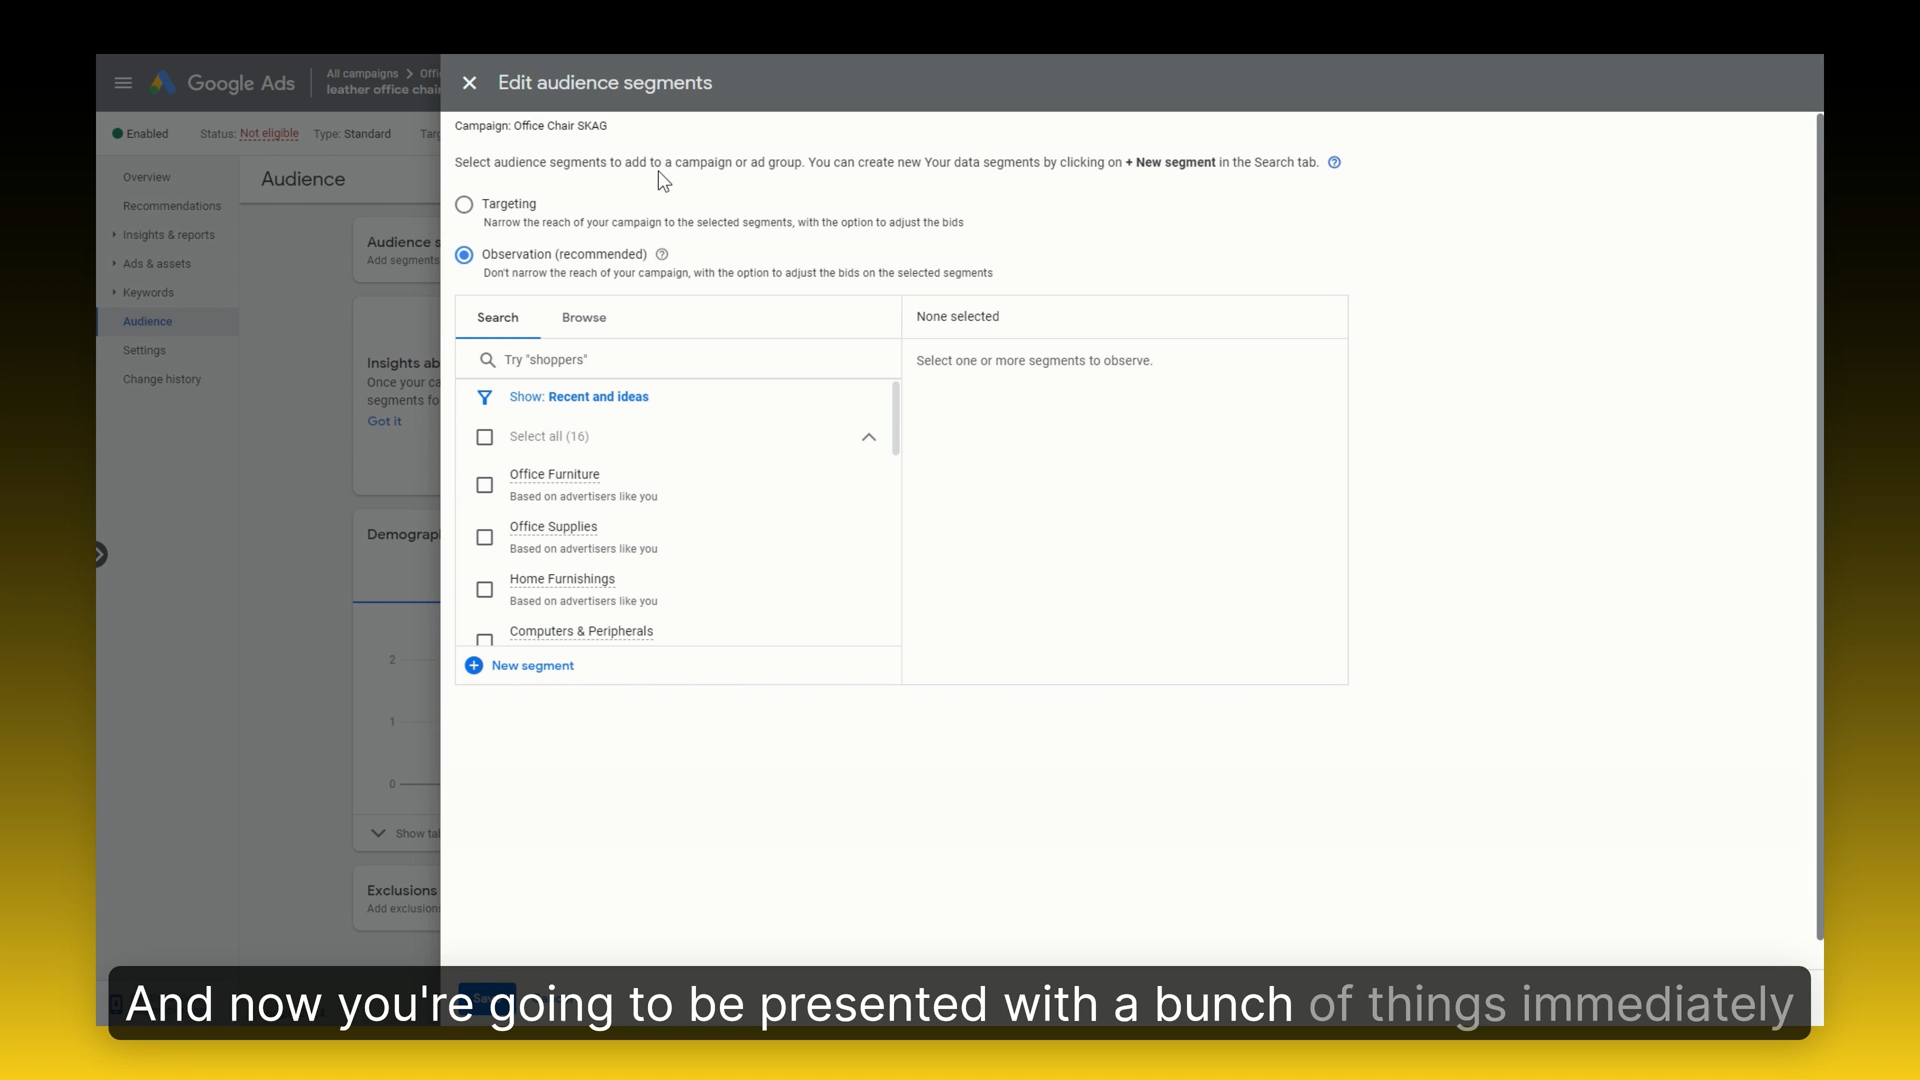 Google Ads
All campaigns > Offi
leather office chair
Edit audience segments
Enabled
Status: Not eligible
Type: Standard
Tar
Campaign: Office Chair SKAG
Select audience segments to add to a campaign or ad group. You can create new Your data segments by clicking on + New segment in the Search tab.
Overview
Recommendations
Insights & reports
Ads & assets
Keywords
Audience
Settings
Change history
Audience
Targeting
Narrow the reach of your campaign to the selected segments, with the option to adjust the bids
Observation (recommended)
Don't narrow the reach of your campaign, with the option to adjust the bids on the selected segments
Audience s
Add segments
Insights ab
Once your ca
segments fo
Got it
Demograp
2
1
0
Show tab
Exclusions
Add exclusion
Search
Browse
None selected
Try "shoppers"
Select one or more segments to observe.
Show: Recent and ideas
Select all (16)
Office Furniture
Based on advertisers like you
Office Supplies
Based on advertisers like you
Home Furnishings
Based on advertisers like you
Computers & Peripherals
New segment
And now you're going to be presented with a bunch of things immediately